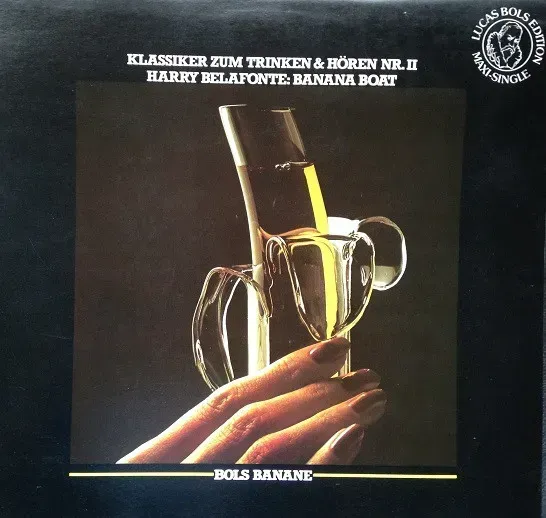 KLASSIKER ZUM TRINKEN & HÖREN NR. II
HARRY BELAFONTE: BANANA BOAT
LUCAS BOLS EDITION
MAXI-SINGLE
BOLS BANANE